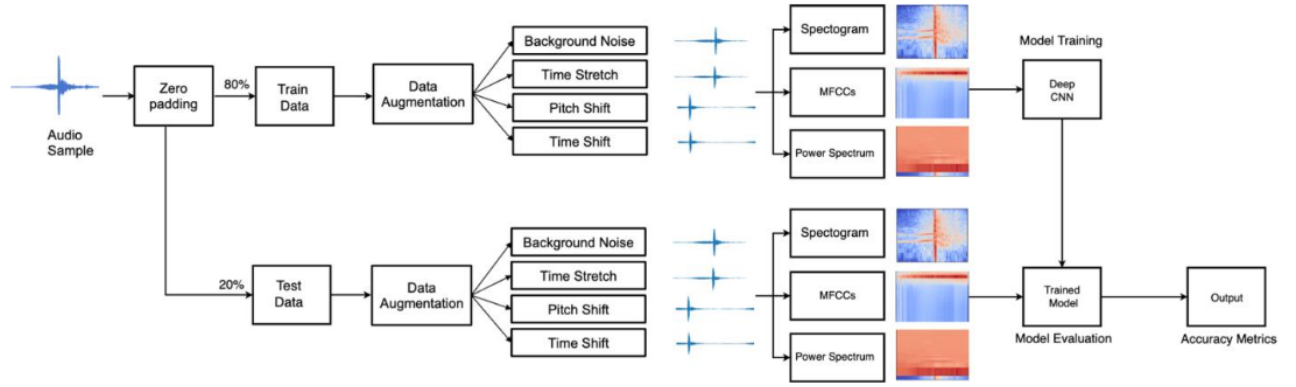 Audio
Sample
Zero
padding
80%
Train
Data
Data
Augmentation
Background Noise
Time Stretch
Pitch Shift
Time Shift
Spectogram
MFCCs
Power Spectrum
Model Training
Deep
CNN
20%
Test
Data
Data
Augmentation
Background Noise
Time Stretch
Pitch Shift
Time Shift
Spectogram
MFCCs
Power Spectrum
Trained
Model
Model Evaluation
Output
Accuracy Metrics